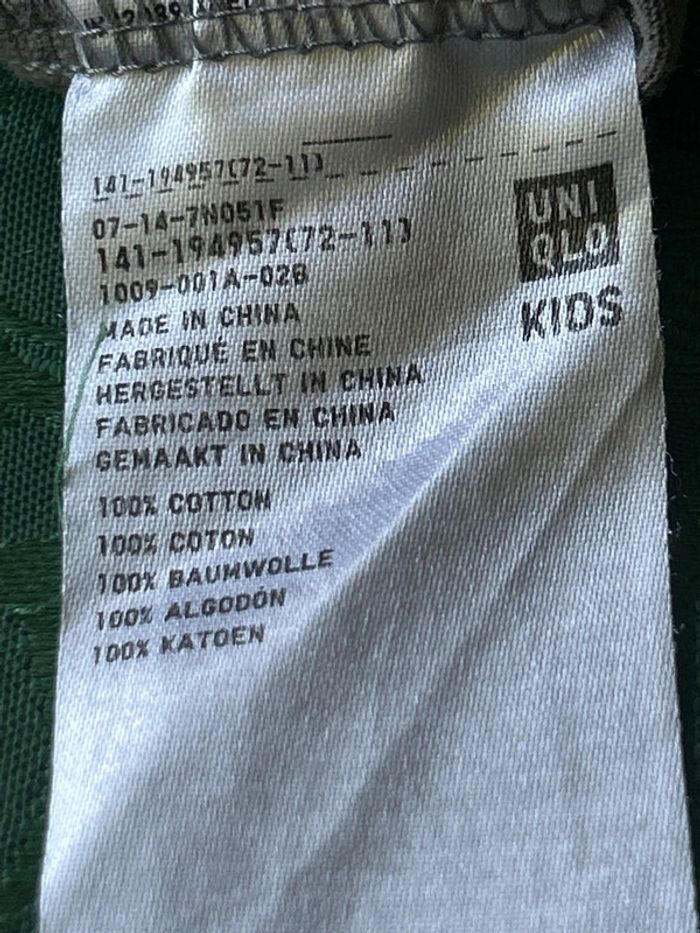 141-194957(72-11)
07-14-7N051F
141-194957(72-11)
1009-001A-02B
MADE IN CHINA
FABRIQUÉ EN CHINE
HERGESTELLT IN CHINA
FABRICADO EN CHINA
GEMAAKT IN CHINA
100% COTTON
100% COTON
100% BAUMWOLLE
100% ALGODÓN
100% KATOEN
UNI
QLO
KIDS